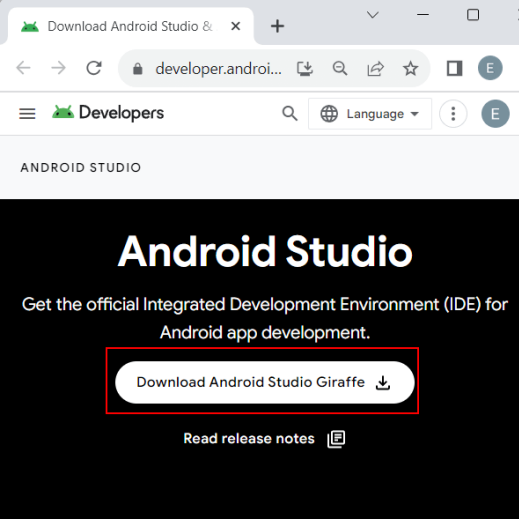 Download Android Studio &
developer.androi...
E
Developers
Language
E
ANDROID STUDIO
Android Studio
Get the official Integrated Development Environment (IDE) for
Android app development.
Download Android Studio Giraffe
Read release notes